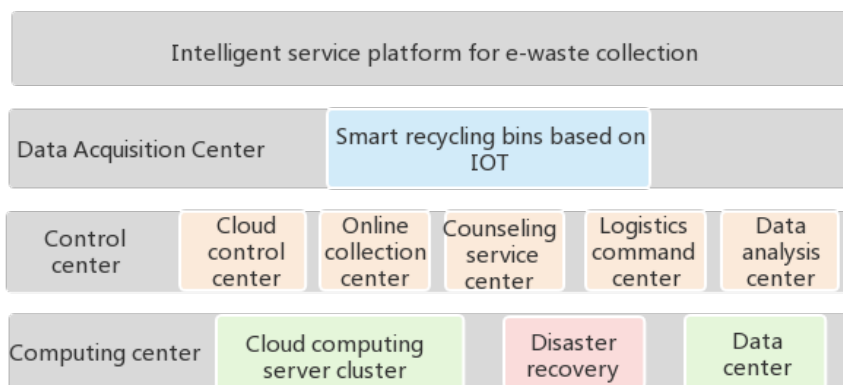 Intelligent service platform for e-waste collection
Data Acquisition Center
Smart recycling bins based on
IOT
Control
center
Cloud
control
center
Online
collection
center
Counseling
service
center
Logistics
command
center
Data
analysis
center
Computing center
Cloud computing
server cluster
Disaster
recovery
Data
center